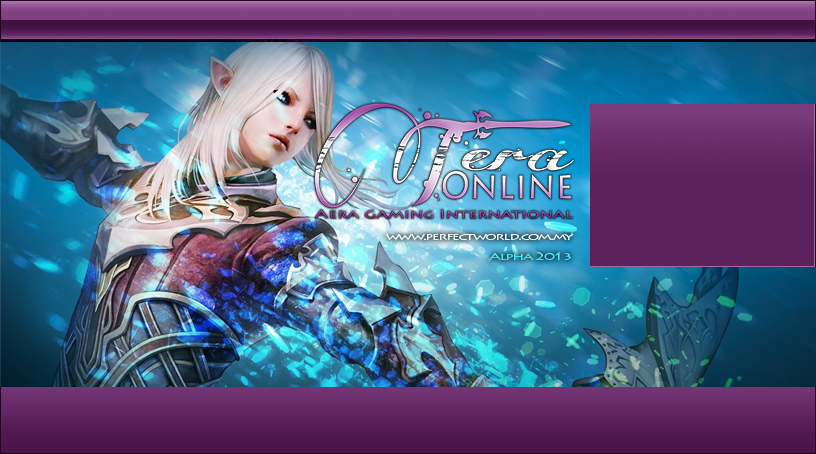 Tera
ONLINE
Aera Gaming International
www.perfectworld.com.my
Alpha 2013